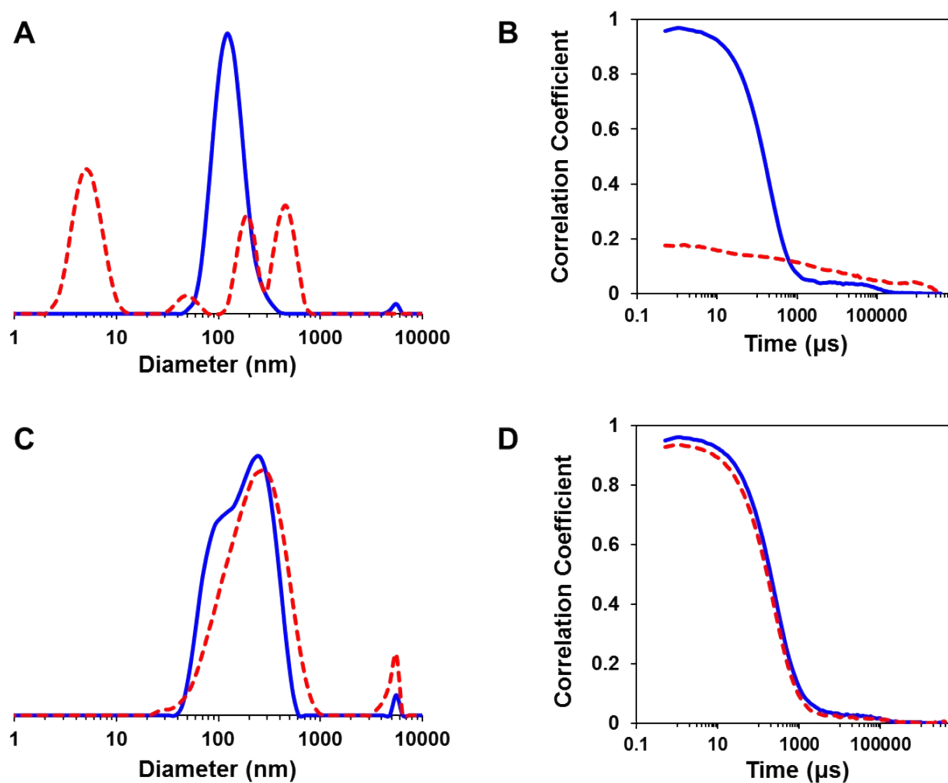 A
1 10 100 1000 10000
Diameter (nm)
B
Correlation Coefficient
1
0.8
0.6
0.4
0.2
0
0.1 10 1000 100000
Time (µs)
C
1 10 100 1000 10000
Diameter (nm)
D
Correlation Coefficient
1
0.8
0.6
0.4
0.2
0
0.1 10 1000 100000
Time (µs)